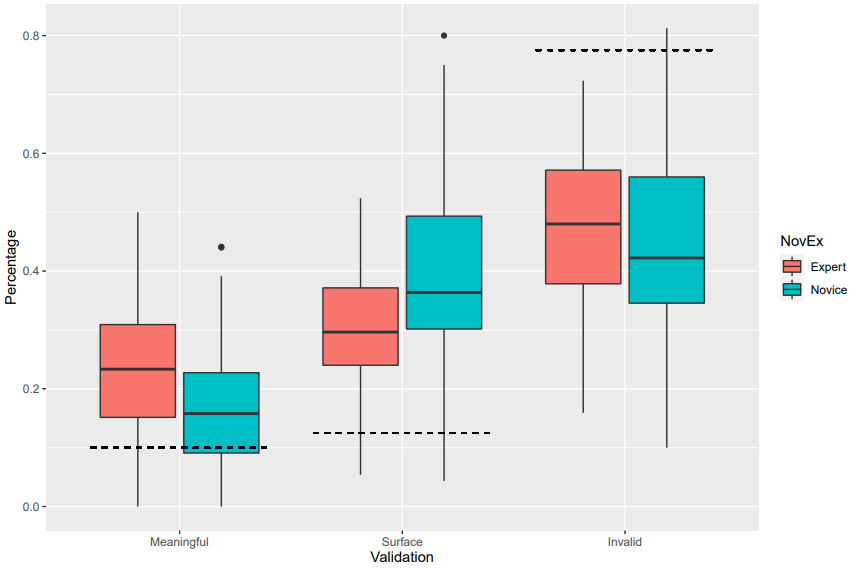 0.8
0.6
0.4
0.2
0.0
Percentage
Meaningful
Surface
Invalid
Validation
NovEx
Expert
Novice